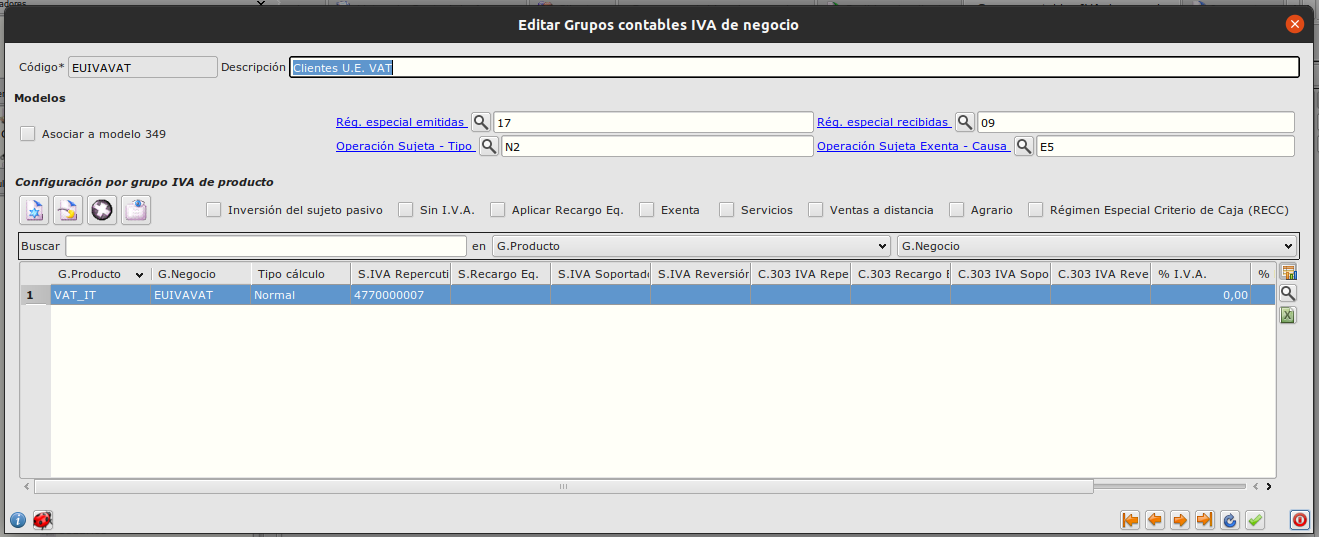 adores
Editar Grupos contables IVA de negocio
Código* EUIVAVAT Descripción Clientes U.E. VAT
Modelos
Asociar a modelo 349
Rég. especial emitidas 17 Rég. especial recibidas 09
Operación Sujeta - Tipo N2 Operación Sujeta Exenta - Causa E5
Configuración por grupo IVA de producto
Inversión del sujeto pasivo Sin I.V.A. Aplicar Recargo Eq. Exenta Servicios Ventas a distancia Agrario Régimen Especial Criterio de Caja (RECC)
Buscar en G.Producto G.Negocio
G.Producto G.Negocio Tipo cálculo S.IVA Repercuti S.Recargo Eq. S.IVA Soportado S.IVA Reversión C.303 IVA Repe C.303 Recargo E C.303 IVA Sopo C.303 IVA Reve % I.V.A. %
1 VAT_IT EUIVAVAT Normal 4770000007 0,00